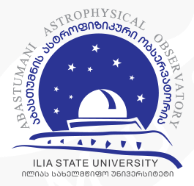 ABASTUMANI ASTROPHYSICAL OBSERVATORY
აბასთუმნის ასტროფიზიკური ობსერვატორია
ILIA STATE UNIVERSITY
ილიას სახელმწიფო უნივერსიტეტი